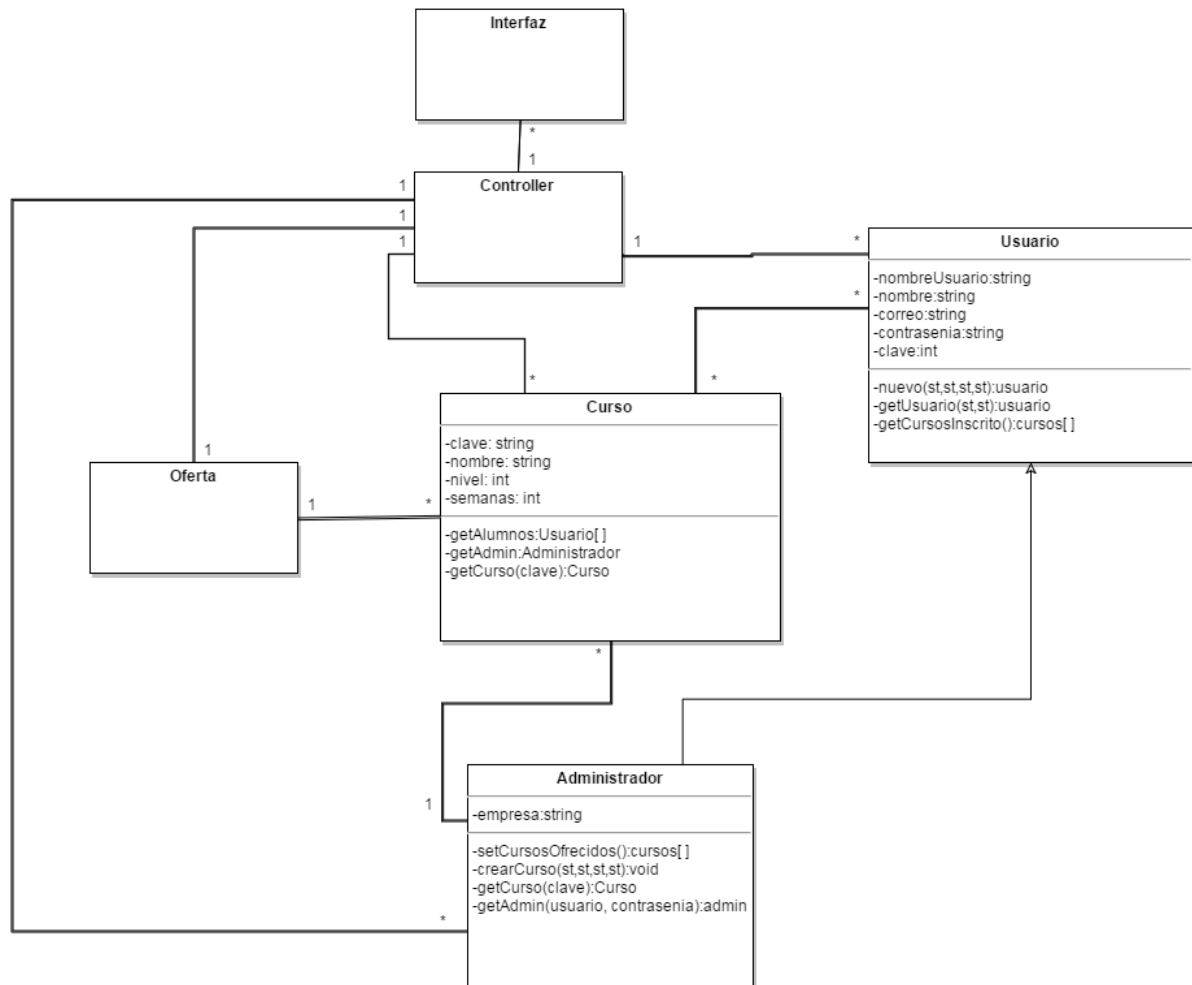 Interfaz
*
1
Controller
1
1
1
1
*
Usuario
-nombreUsuario:string
-nombre:string
-correo:string
-contrasenia:string
-clave:int
-nuevo(st,st,st,st):usuario
-getUsuario(st,st):usuario
-getCursosInscrito():cursos[ ]
*
*
*
Curso
-clave: string
-nombre: string
-nivel: int
-semanas: int
-getAlumnos:Usuario[ ]
-getAdmin:Administrador
-getCurso(clave):Curso
1
Oferta
1
*
*
1
Administrador
-empresa:string
-setCursosOfrecidos():cursos[ ]
-crearCurso(st,st,st,st):void
-getCurso(clave):Curso
-getAdmin(usuario, contrasenia):admin
*